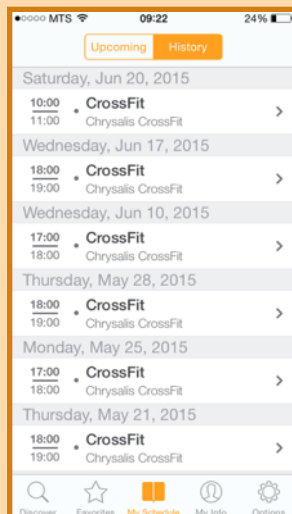 MTS 09:22 24%
Upcoming History
Saturday, Jun 20, 2015
10:00 CrossFit
11:00 Chrysalis CrossFit
Wednesday, Jun 17, 2015
18:00 CrossFit
19:00 Chrysalis CrossFit
Wednesday, Jun 10, 2015
17:00 CrossFit
18:00 Chrysalis CrossFit
Thursday, May 28, 2015
18:00 CrossFit
19:00 Chrysalis CrossFit
Monday, May 25, 2015
17:00 CrossFit
18:00 Chrysalis CrossFit
Thursday, May 21, 2015
18:00 CrossFit
19:00 Chrysalis CrossFit
Discover Favorites My Schedule My Info Options